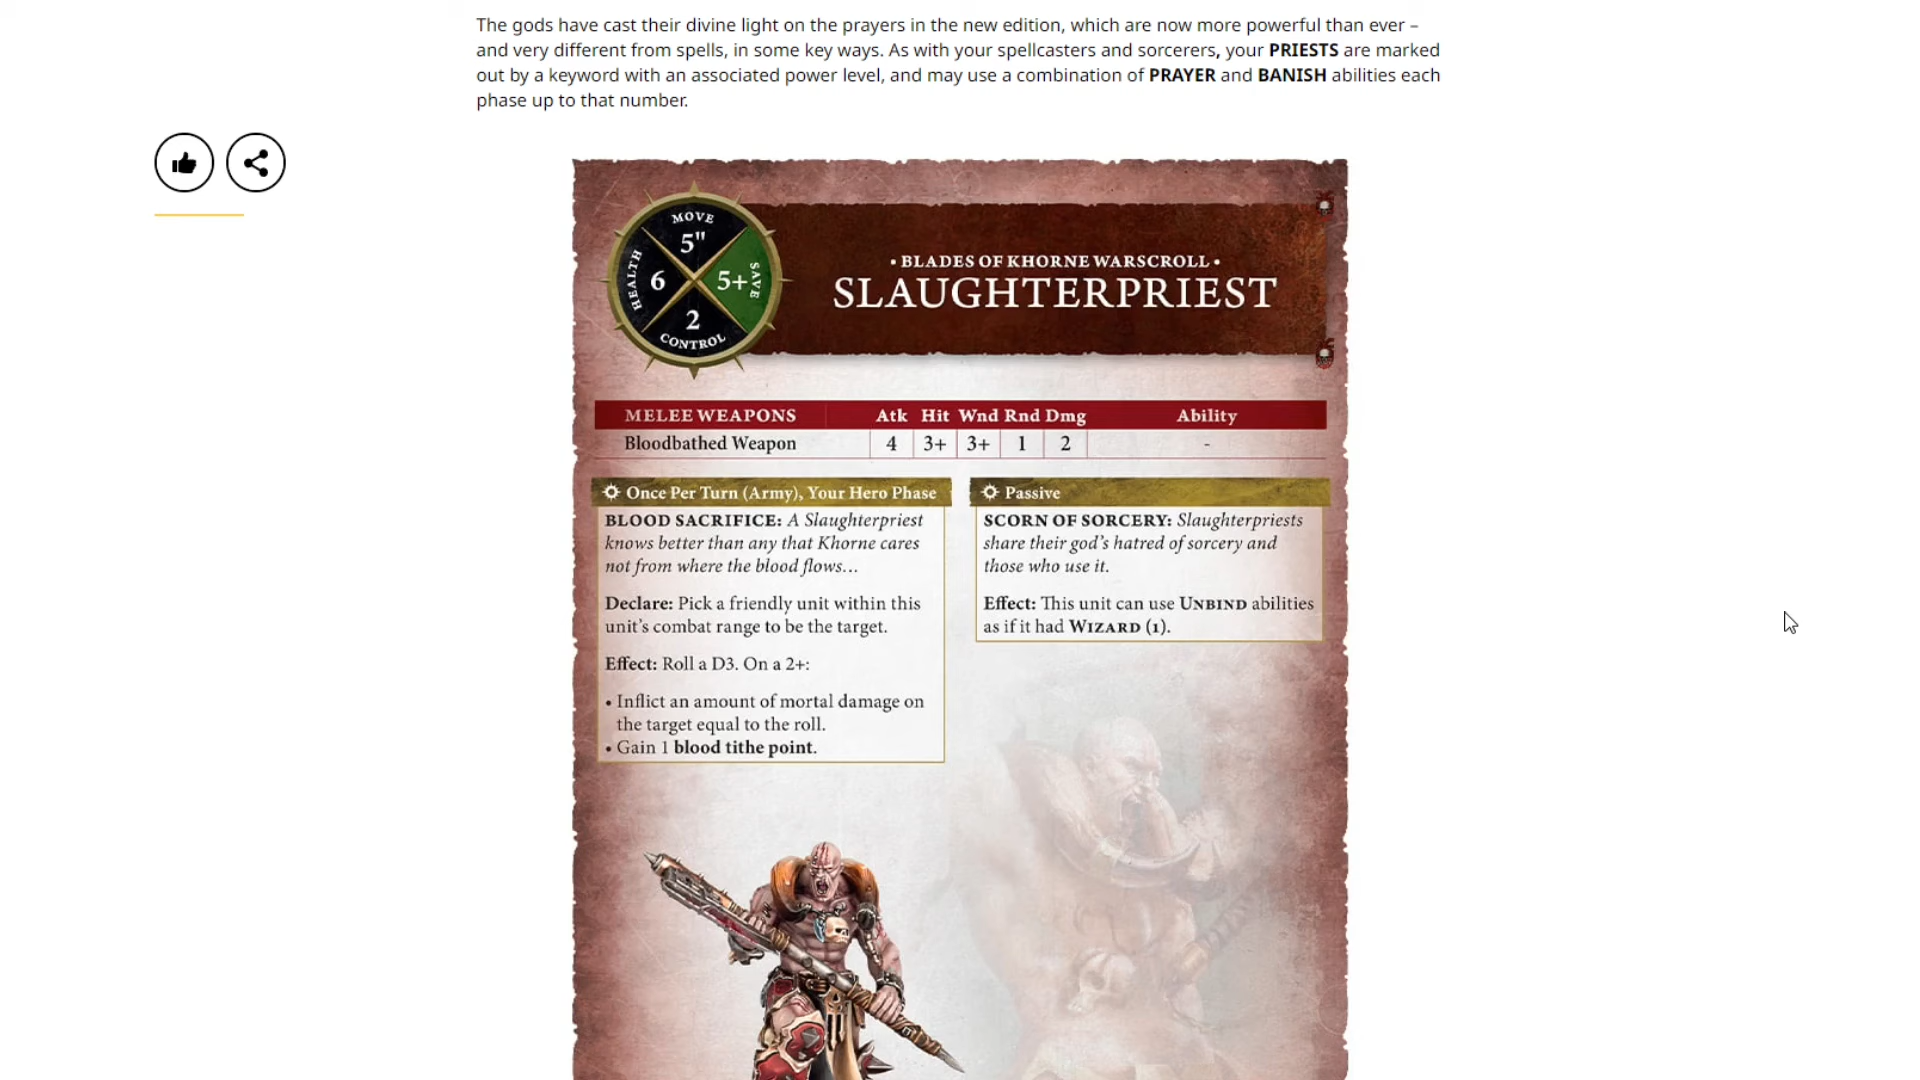 The gods have cast their divine light on the prayers in the new edition, which are now more powerful than ever –
and very different from spells, in some key ways. As with your spellcasters and sorcerers, your PRIESTS are marked
out by a keyword with an associated power level, and may use a combination of PRAYER and BANISH abilities each
phase up to that number.
MOVE
5"
HEALTH
6
5+
SAVE
2
CONTROL
• BLADES OF KHORNE WARSCROLL •
SLAUGHTERPRIEST
MELEE WEAPONS Atk Hit Wnd Rnd Dmg Ability
Bloodbathed Weapon 4 3+ 3+ 1 2 -
Once Per Turn (Army), Your Hero Phase
BLOOD SACRIFICE: A Slaughterpriest
knows better than any that Khorne cares
not from where the blood flows…
Declare: Pick a friendly unit within this
unit's combat range to be the target.
Effect: Roll a D3. On a 2+:
• Inflict an amount of mortal damage on
the target equal to the roll.
• Gain 1 blood tithe point.
Passive
SCORN OF SORCERY: Slaughterpriests
share their god's hatred of sorcery and
those who use it.
Effect: This unit can use UNBIND abilities
as if it had WIZARD (1).